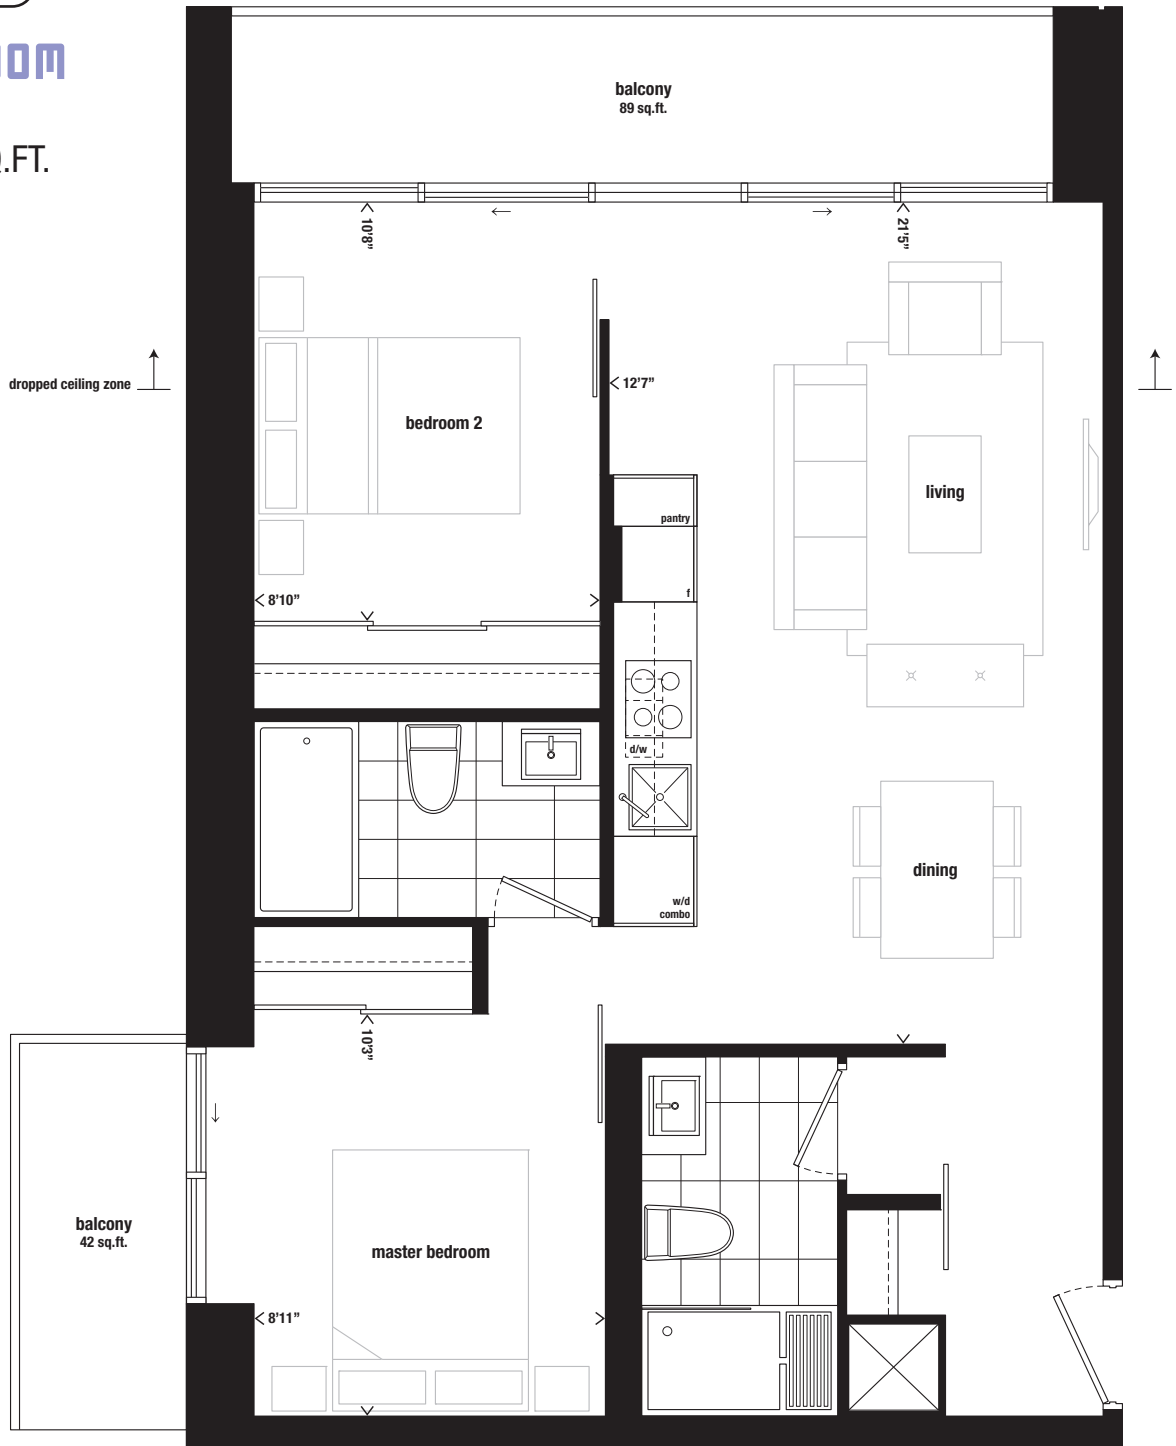 balcony
89 sq.ft.
.FT.
10'8"
21'5"
dropped ceiling zone
12'7"
bedroom 2
living
pantry
f
8'10"
d/w
dining
w/d
combo
10'3"
balcony
42 sq.ft.
master bedroom
8'11"